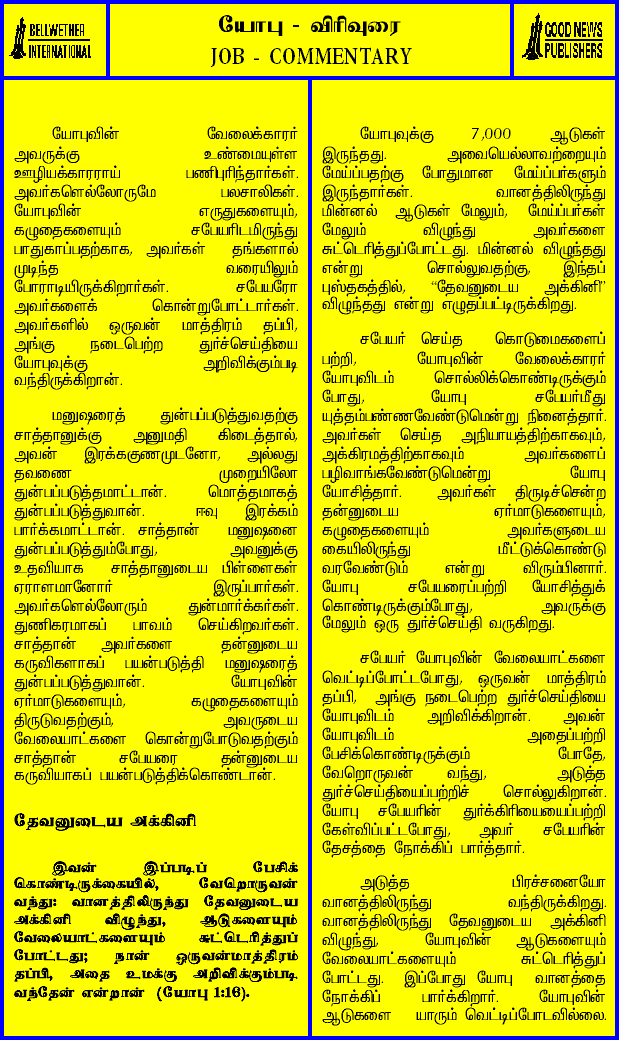 BELLWETHER
INTERNATIONAL
யோபு - விரிவுரை
JOB - COMMENTARY
GOOD NEWS
PUBLISHERS
யோபுவின் வேலைக்காரர்
அவருக்கு உண்மையுள்ள
ஊழியக்காரராய் பணிபுரிந்தார்கள்.
அவர்களெல்லோருமே பலசாலிகள்.
யோபுவின் எருதுகளையும்,
கழுதைகளையும் சபேயரிடமிருந்து
பாதுகாப்பதற்காக, அவர்கள் தங்களால்
முடிந்த வரையிலும்
போராடியிருக்கிறார்கள். சபேயரோ
அவர்களைக் கொன்றுபோட்டார்கள்.
அவர்களில் ஒருவன் மாத்திரம் தப்பி,
அங்கு நடைபெற்ற துர்ச்செய்தியை
யோபுவுக்கு அறிவிக்கும்படி
வந்திருக்கிறான்.
மனுஷரைத் துன்பப்படுத்துவதற்கு
சாத்தானுக்கு அனுமதி கிடைத்தால்,
அவன் இரக்ககுணமுடனோ, அல்லது
தவணை முறையிலோ
துன்பப்படுத்தமாட்டான். மொத்தமாகத்
துன்பப்படுத்துவான். ஈவு இரக்கம்
பார்க்கமாட்டான். சாத்தான் மனுஷனை
துன்பப்படுத்தும்போது, அவனுக்கு
உதவியாக சாத்தானுடைய பிள்ளைகள்
ஏராளமானோர் இருப்பார்கள்.
அவர்களெல்லோரும் துன்மார்க்கர்கள்.
துணிகரமாகப் பாவம் செய்கிறவர்கள்.
சாத்தான் அவர்களை தன்னுடைய
கருவிகளாகப் பயன்படுத்தி மனுஷரைத்
துன்பப்படுத்துவான். யோபுவின்
ஏர்மாடுகளையும், கழுதைகளையும்
திருடுவதற்கும், அவருடைய
வேலையாட்களை கொன்றுபோடுவதற்கும்
சாத்தான் சபேயரை தன்னுடைய
கருவியாகப் பயன்படுத்திக்கொண்டான்.
தேவனுடைய அக்கினி
இவன் இப்படிப் பேசிக்
கொண்டிருக்கையில், வேறொருவன்
வந்து: வானத்திலிருந்து தேவனுடைய
அக்கினி விழுந்து, ஆடுகளையும்
வேலையாட்களையும் சுட்டெரித்துப்
போட்டது; நான் ஒருவன்மாத்திரம்
தப்பி, அதை உமக்கு அறிவிக்கும்படி
வந்தேன் என்றான் (யோபு 1:16).
யோபுவுக்கு 7,000 ஆடுகள்
இருந்தது. அவையெல்லாவற்றையும்
மேய்ப்பதற்கு போதுமான மேய்ப்பர்களும்
இருந்தார்கள். வானத்திலிருந்து
மின்னல் ஆடுகள் மேலும், மேய்ப்பர்கள்
மேலும் விழுந்து அவர்களை
சுட்டெரித்துப்போட்டது. மின்னல் விழுந்தது
என்று சொல்லுவதற்கு, இந்தப்
புஸ்தகத்தில், “தேவனுடைய அக்கினி”
விழுந்தது என்று எழுதப்பட்டிருக்கிறது.
சபேயர் செய்த கொடுமைகளைப்
பற்றி, யோபுவின் வேலைக்காரர்
யோபுவிடம் சொல்லிக்கொண்டிருக்கும்
போது, யோபு சபேயர்மீது
யுத்தம்பண்ணவேண்டுமென்று நினைத்தார்.
அவர்கள் செய்த அநியாயத்திற்காகவும்,
அக்கிரமத்திற்காகவும் அவர்களைப்
பழிவாங்கவேண்டுமென்று யோபு
யோசித்தார். அவர்கள் திருடிச்சென்ற
தன்னுடைய ஏர்மாடுகளையும்,
கழுதைகளையும் அவர்களுடைய
கையிலிருந்து மீட்டுக்கொண்டு
வரவேண்டும் என்று விரும்பினார்.
யோபு சபேயரைப்பற்றி யோசித்துக்
கொண்டிருக்கும்போது, அவருக்கு
மேலும் ஒரு துர்ச்செய்தி வருகிறது.
சபேயர் யோபுவின் வேலையாட்களை
வெட்டிப்போட்டபோது, ஒருவன் மாத்திரம்
தப்பி, அங்கு நடைபெற்ற துர்ச்செய்தியை
யோபுவிடம் அறிவிக்கிறான். அவன்
யோபுவிடம் அதைப்பற்றி
பேசிக்கொண்டிருக்கும் போதே,
வேறொருவன் வந்து, அடுத்த
துர்ச்செய்தியைப்பற்றிச் சொல்லுகிறான்.
யோபு சபேயரின் துர்க்கிரியையைப்பற்றி
கேள்விப்பட்டபோது, அவர் சபேயரின்
தேசத்தை நோக்கிப் பார்த்தார்.
அடுத்த பிரச்சனையோ
வானத்திலிருந்து வந்திருக்கிறது.
வானத்திலிருந்து தேவனுடைய அக்கினி
விழுந்து, யோபுவின் ஆடுகளையும்
வேலையாட்களையும் சுட்டெரித்துப்
போட்டது. இப்போது யோபு வானத்தை
நோக்கிப் பார்க்கிறார். யோபுவின்
ஆடுகளை யாரும் வெட்டிப்போடவில்லை.